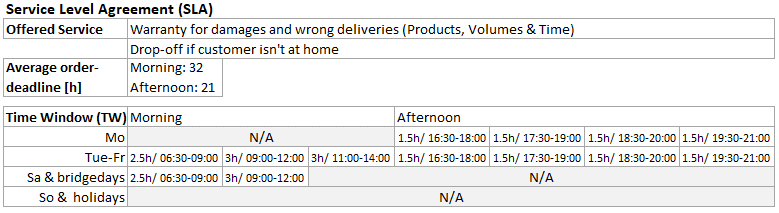 Service Level Agreement (SLA)
Offered Service Warranty for damages and wrong deliveries (Products, Volumes & Time)
Drop-off if customer isn't at home
Average order- Morning: 32
deadline [h] Afternoon: 21
Time Window (TW) Morning Afternoon
Mo N/A 1.5h/ 16:30-18:00 1.5h/ 17:30-19:00 1.5h/ 18:30-20:00 1.5h/ 19:30-21:00
Tue-Fr 2.5h/ 06:30-09:00 3h/ 09:00-12:00 3h/ 11:00-14:00 1.5h/ 16:30-18:00 1.5h/ 17:30-19:00 1.5h/ 18:30-20:00 1.5h/ 19:30-21:00
Sa & bridgedays 2.5h/ 06:30-09:00 3h/ 09:00-12:00 N/A
So & holidays N/A